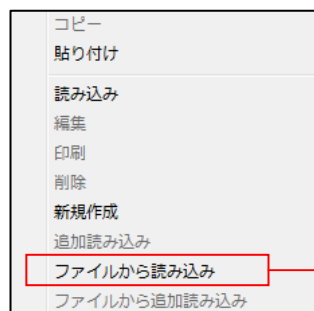 コピー
貼り付け
読み込み
編集
印刷
削除
新規作成
追加読み込み
ファイルから読み込み
ファイルから追加読み込み